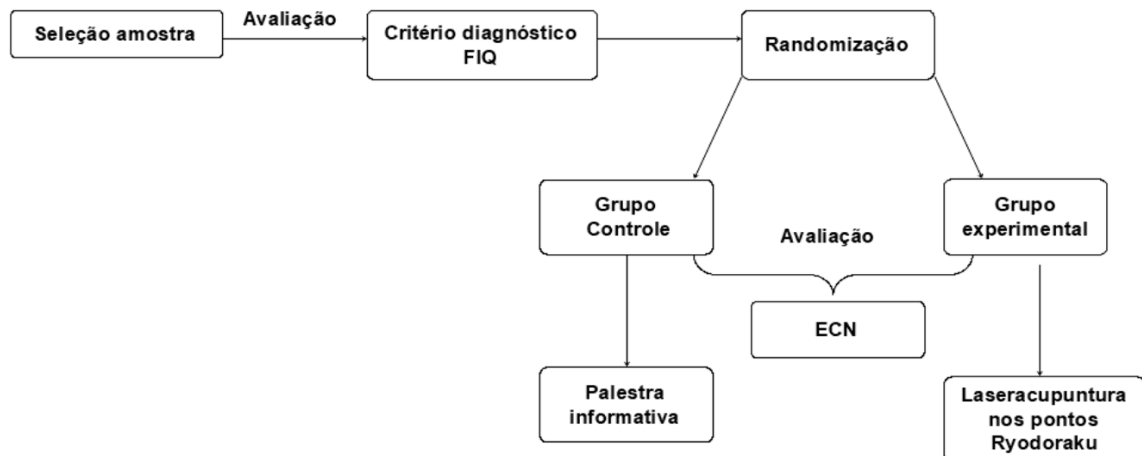 Seleção amostra
Avaliação
Critério diagnóstico
FIQ
Randomização
Grupo
Controle
Avaliação
Grupo
experimental
ECN
Palestra
informativa
Laseracupuntura
nos pontos
Ryodoraku